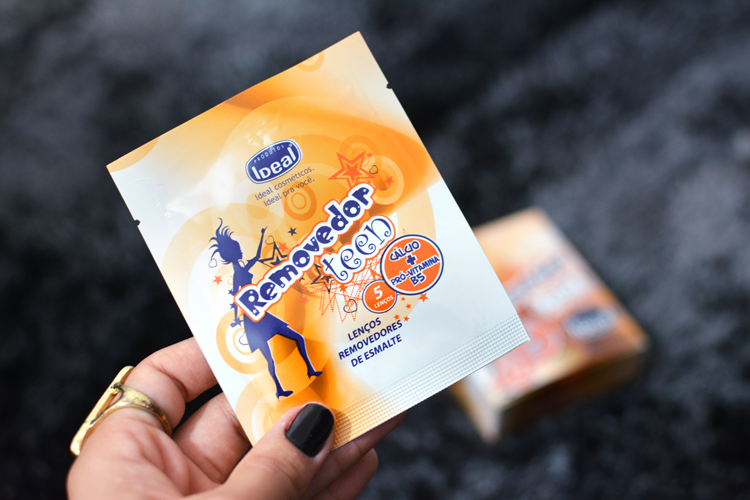 PRODUTOS
IDeal
Ideal cosméticos.
Ideal pra você.
Removedor
teen
CÁLCIO
+
PRÓ-VITAMINA
B5
5
LENÇOS
LENÇOS
REMOVEDORES
DE ESMALTE
Removedor